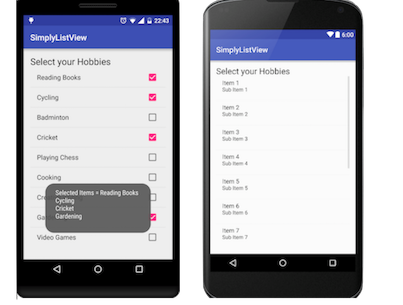 22:43
SimplyListView
Select your Hobbies
Reading Books
Cycling
Badminton
Cricket
Playing Chess
Cooking
Selected Items = Reading Books
Cycling
Cricket
Gardening
Video Games
6:00
SimplyListView
Select your Hobbies
Item 1
Sub Item 1
Item 2
Sub Item 2
Item 3
Sub Item 3
Item 4
Sub Item 4
Item 5
Sub Item 5
Item 6
Sub Item 6
Item 7
Sub Item 7